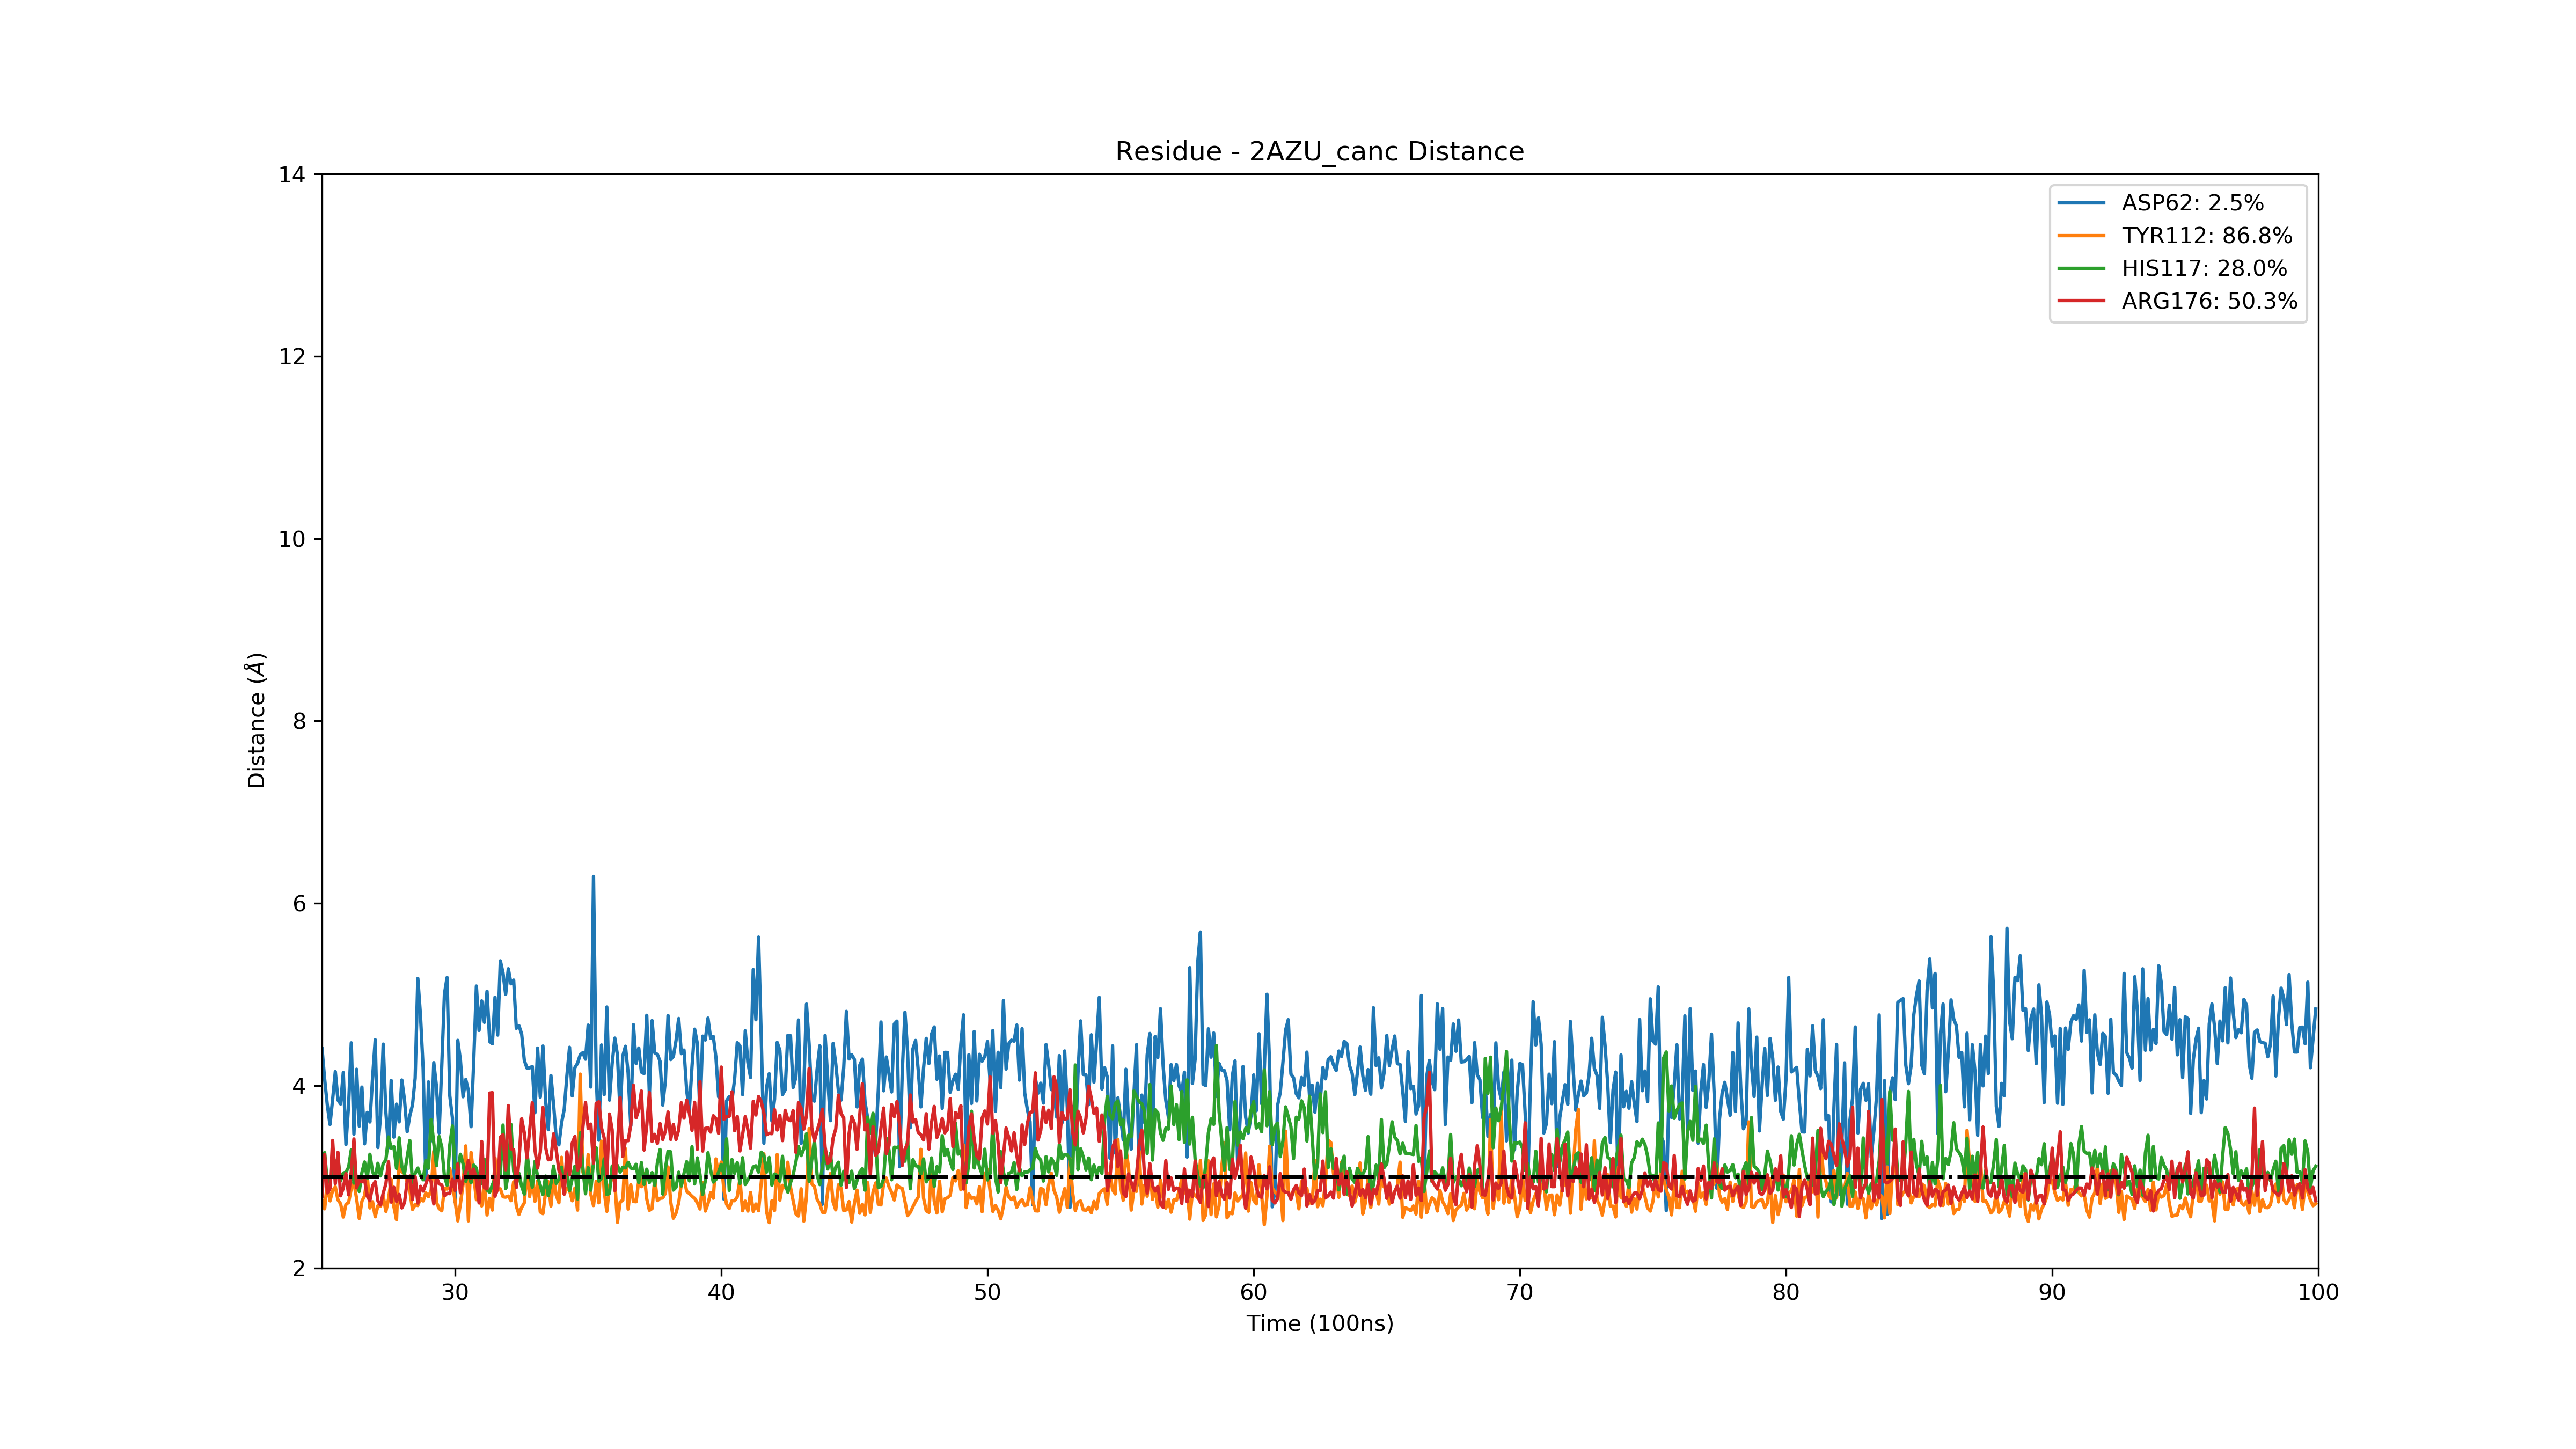 Residue - 2AZU_canc Distance
14
12
10
8
6
4
2
Distance (Å)
ASP62: 2.5%
TYR112: 86.8%
HIS117: 28.0%
ARG176: 50.3%
30 40 50 60 70 80 90 100
Time (100ns)